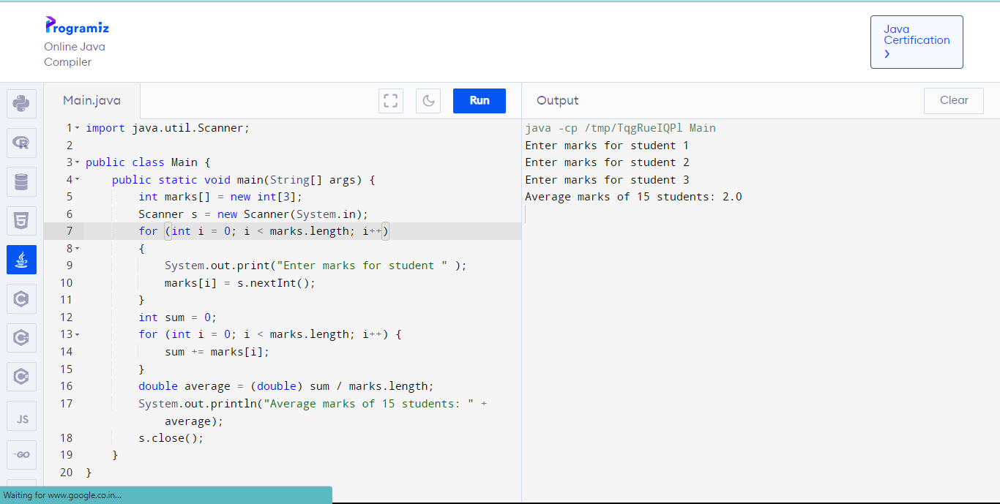 Programiz
Online Java
Compiler
Java
Certification
Main.java
Run
Output
Clear
1 import java.util.Scanner;
2
3 public class Main {
4 public static void main(String[] args) {
5 int marks[] = new int[3];
6 Scanner s = new Scanner(System.in);
7 for (int i = 0; i < marks.length; i++)
8 {
9 System.out.print("Enter marks for student " );
10 marks[i] = s.nextInt();
11 }
12 int sum = 0;
13 for (int i = 0; i < marks.length; i++) {
14 sum += marks[i];
15 }
16 double average = (double) sum / marks.length;
17 System.out.println("Average marks of 15 students: " +
average);
18 s.close();
19 }
20 }
java -cp /tmp/TqgRueIQPl Main
Enter marks for student 1
Enter marks for student 2
Enter marks for student 3
Average marks of 15 students: 2.0
R
5
C
C
C
JS
GO
Waiting for www.google.co.in...